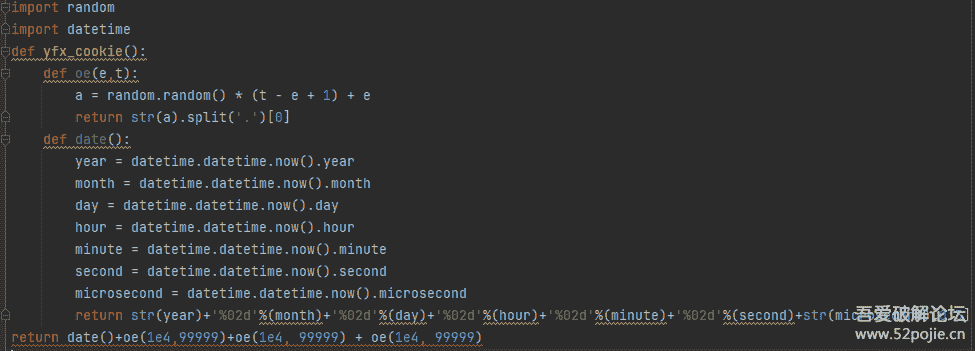 import random
import datetime
def yfx_cookie():
    def oe(e,t):
        a = random.random() * (t - e + 1) + e
        return str(a).split('.')[0]
    def date():
        year = datetime.datetime.now().year
        month = datetime.datetime.now().month
        day = datetime.datetime.now().day
        hour = datetime.datetime.now().hour
        minute = datetime.datetime.now().minute
        second = datetime.datetime.now().second
        microsecond = datetime.datetime.now().microsecond
        return str(year)+'%02d'%(month)+'%02d'%(day)+'%02d'%(hour)+'%02d'%(minute)+'%02d'%(second)+str(
return date()+oe(1e4,99999)+oe(1e4, 99999) + oe(1e4, 99999)
吾爱破解论坛
www.52pojie.cn